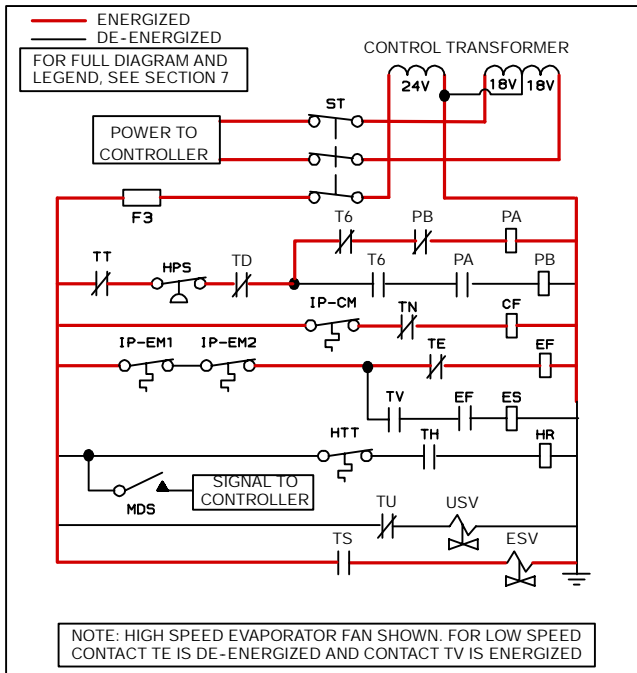 ENERGIZED
DE-ENERGIZED
FOR FULL DIAGRAM AND
LEGEND, SEE SECTION 7
CONTROL TRANSFORMER
24V
18V
18V
ST
POWER TO
CONTROLLER
F3
T6
PB
PA
TT
HPS
TD
T6
PA
PB
IP-CM
TN
CF
IP-EM1
IP-EM2
TE
EF
TV
EF
ES
HTT
TH
HR
MDS
SIGNAL TO
CONTROLLER
TU
USV
TS
ESV
NOTE: HIGH SPEED EVAPORATOR FAN SHOWN. FOR LOW SPEED
CONTACT TE IS DE-ENERGIZED AND CONTACT TV IS ENERGIZED